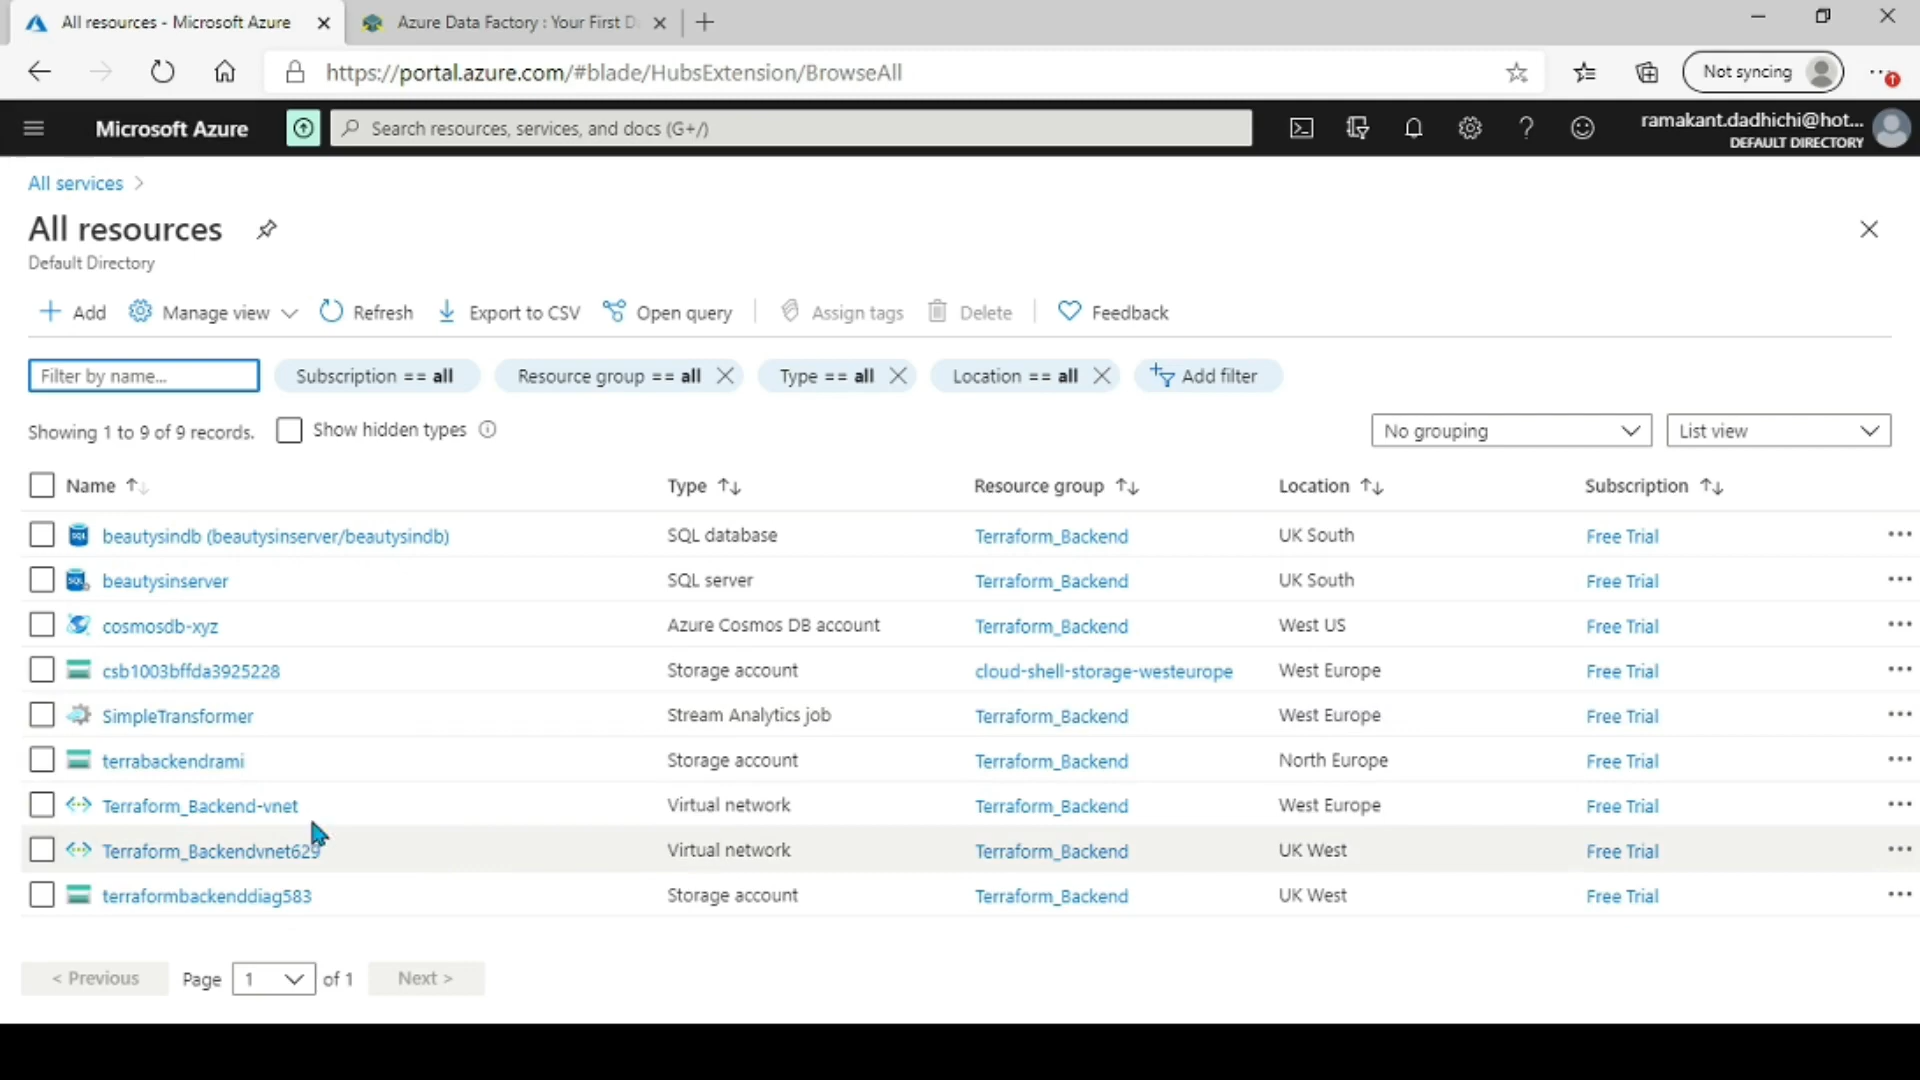 All resources - Microsoft Azure
Azure Data Factory : Your First D
https://portal.azure.com/#blade/HubsExtension/BrowseAll
Not syncing
Microsoft Azure
Search resources, services, and docs (G+/)
ramakant.dadhichi@hot...
DEFAULT DIRECTORY
All services
All resources
Default Directory
Add Manage view Refresh Export to CSV Open query Assign tags Delete Feedback
Filter by name... Subscription == all Resource group == all Type == all Location == all Add filter
Showing 1 to 9 of 9 records. Show hidden types No grouping List view
Name Type Resource group Location Subscription
beautysindb (beautysinserver/beautysindb) SQL database Terraform_Backend UK South Free Trial
beautysinserver SQL server Terraform_Backend UK South Free Trial
cosmosdb-xyz Azure Cosmos DB account Terraform_Backend West US Free Trial
csb1003bffda3925228 Storage account cloud-shell-storage-westeurope West Europe Free Trial
SimpleTransformer Stream Analytics job Terraform_Backend West Europe Free Trial
terrabackendrami Storage account Terraform_Backend North Europe Free Trial
Terraform_Backend-vnet Virtual network Terraform_Backend West Europe Free Trial
Terraform_Backendvnet629 Virtual network Terraform_Backend UK West Free Trial
terraformbackenddiag583 Storage account Terraform_Backend UK West Free Trial
< Previous Page 1 of 1 Next >